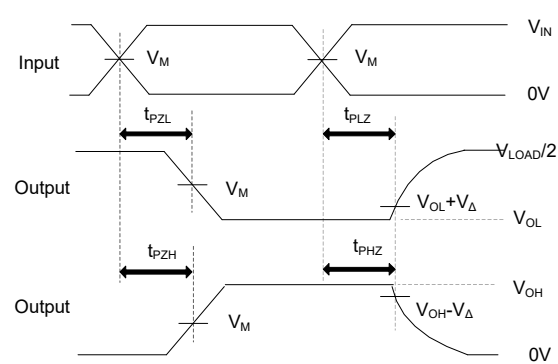 V_IN
Input V_M V_M
0V
t_PZL t_PLZ
V_LOAD/2
Output V_M V_OL+V_Δ
V_OL
t_PZH t_PHZ
V_OH
Output V_M V_OH-V_Δ
0V